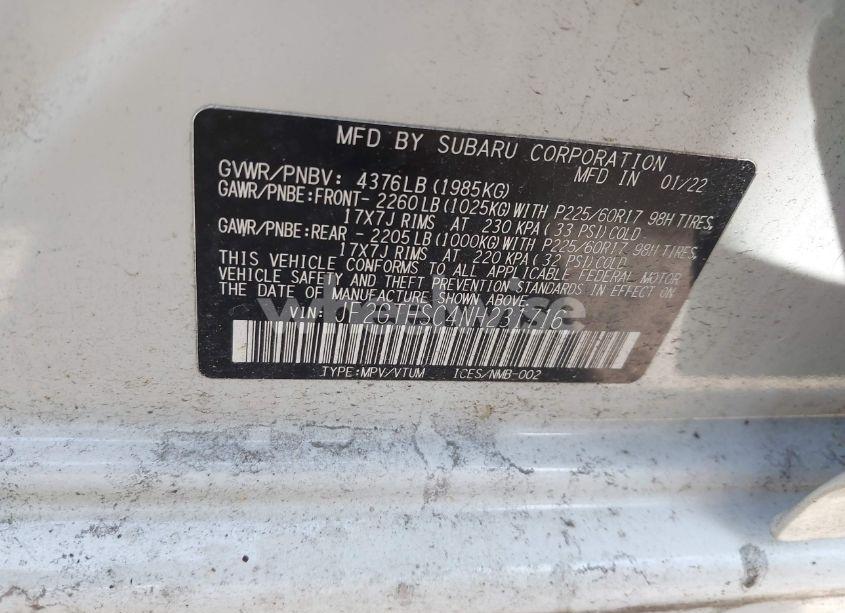 MFD BY SUBARU CORPORATION
MFD IN 01/22
GVWR/PNBV: 4376LB(1985KG)
GAWR/PNBE:FRONT- 2260LB(1025KG)WITH P225/60R17 98H TIRES,
17X7J RIMS AT 230 KPA(33 PSI)COLD
GAWR/PNBE:REAR - 2205LB(1000KG)WITH P225/60R17 98H TIRES,
17X7J RIMS AT 220 KPA(32 PSI)COLD
THIS VEHICLE CONFORMS TO ALL APPLICABLE FEDERAL MOTOR
VEHICLE SAFETY AND THEFT PREVENTION STANDARDS IN EFFECT ON
THE DATE OF MANUFACTURE SHOWN ABOVE.
VIN: JF2GTHSC4NH231716
TYPE:MPV/VTUM ICES/NMB-002